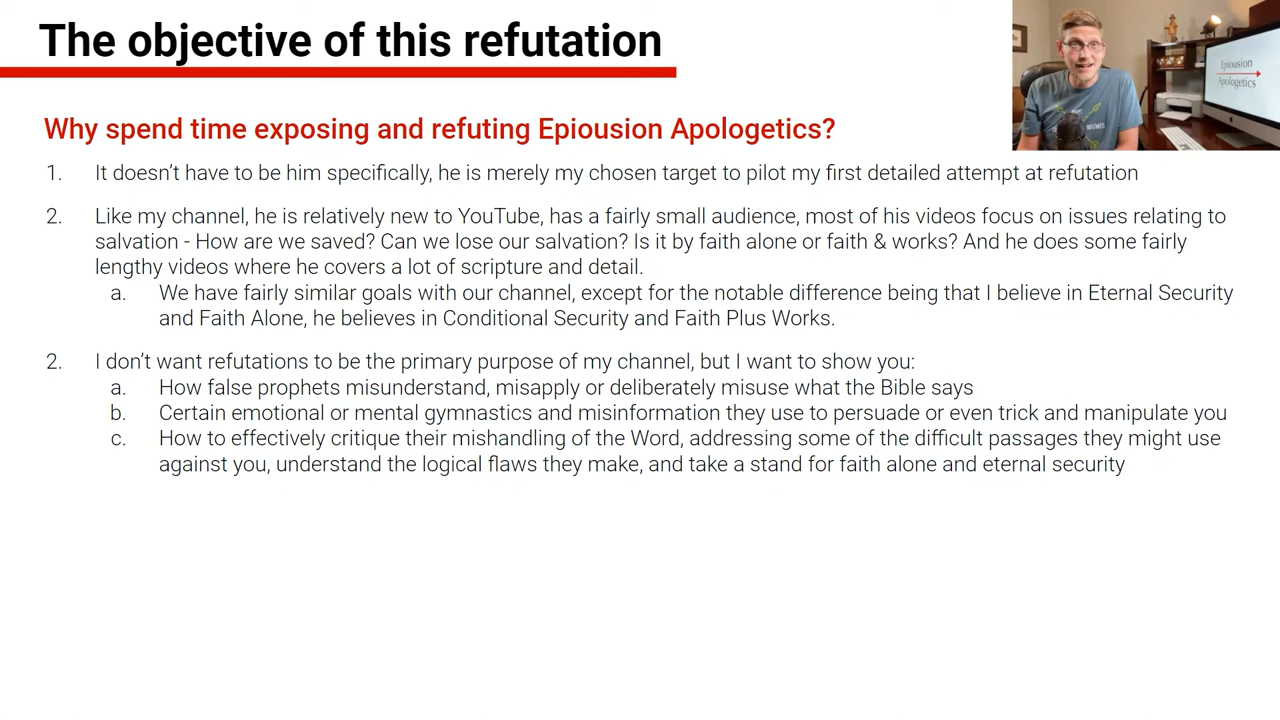 The objective of this refutation
Epiousion
Apologetics
Why spend time exposing and refuting Epiousion Apologetics?
1. It doesn't have to be him specifically, he is merely my chosen target to pilot my first detailed attempt at refutation
2. Like my channel, he is relatively new to YouTube, has a fairly small audience, most of his videos focus on issues relating to
salvation - How are we saved? Can we lose our salvation? Is it by faith alone or faith & works? And he does some fairly
lengthy videos where he covers a lot of scripture and detail.
a. We have fairly similar goals with our channel, except for the notable difference being that I believe in Eternal Security
and Faith Alone, he believes in Conditional Security and Faith Plus Works.
2. I don't want refutations to be the primary purpose of my channel, but I want to show you:
a. How false prophets misunderstand, misapply or deliberately misuse what the Bible says
b. Certain emotional or mental gymnastics and misinformation they use to persuade or even trick and manipulate you
c. How to effectively critique their mishandling of the Word, addressing some of the difficult passages they might use
against you, understand the logical flaws they make, and take a stand for faith alone and eternal security